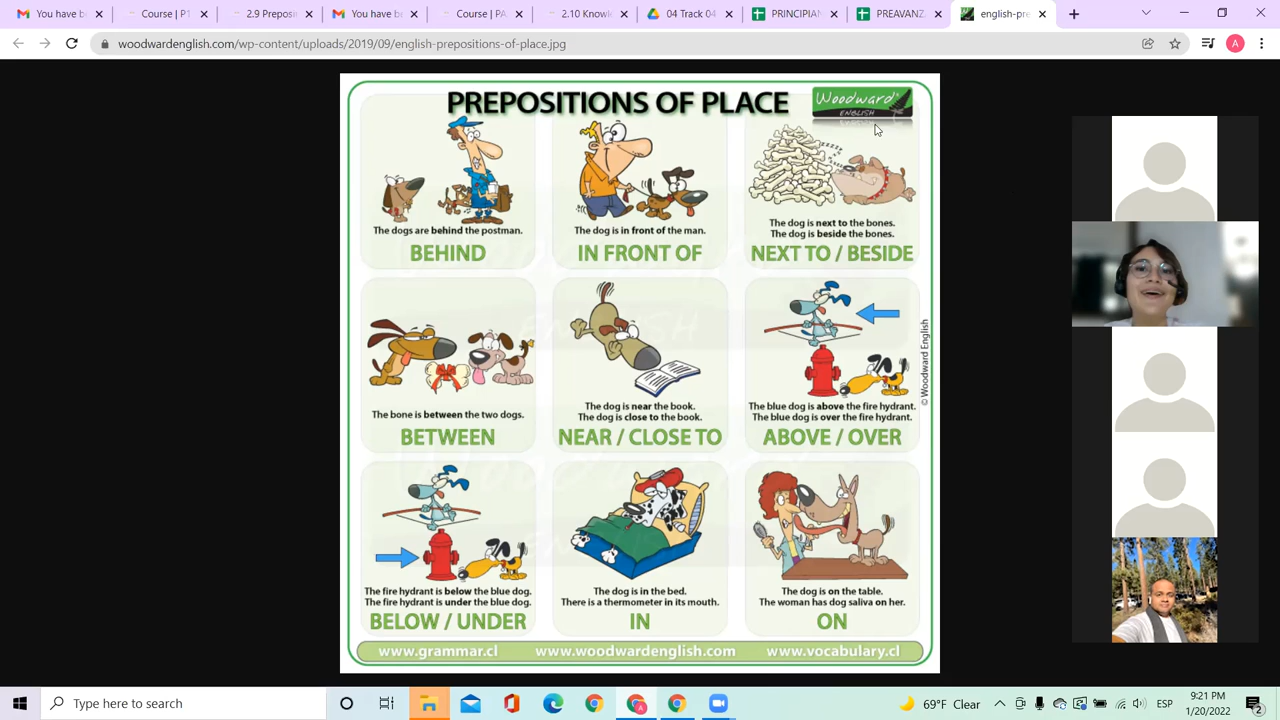 You have b
Course | P1
2.9 Preposi
You have b
Course | PA
2.10 Knowl
04 Track 04
PRINCIPIAN
PREAVANZ
english-pre
woodwardenglish.com/wp-content/uploads/2019/09/english-prepositions-of-place.jpg
A
PREPOSITIONS OF PLACE
Woodward®
ENGLISH
The dogs are behind the postman.
BEHIND
The dog is in front of the man.
IN FRONT OF
The dog is next to the bones.
The dog is beside the bones.
NEXT TO / BESIDE
The bone is between the two dogs.
BETWEEN
The dog is near the book.
The dog is close to the book.
NEAR / CLOSE TO
The blue dog is above the fire hydrant.
The blue dog is over the fire hydrant.
ABOVE / OVER
© Woodward English
The fire hydrant is below the blue dog.
The fire hydrant is under the blue dog.
BELOW / UNDER
The dog is in the bed.
There is a thermometer in its mouth.
IN
The dog is on the table.
The woman has dog saliva on her.
ON
www.grammar.cl www.woodwardenglish.com www.vocabulary.cl
Type here to search
69°F Clear
ESP
9:21 PM
1/20/2022
2